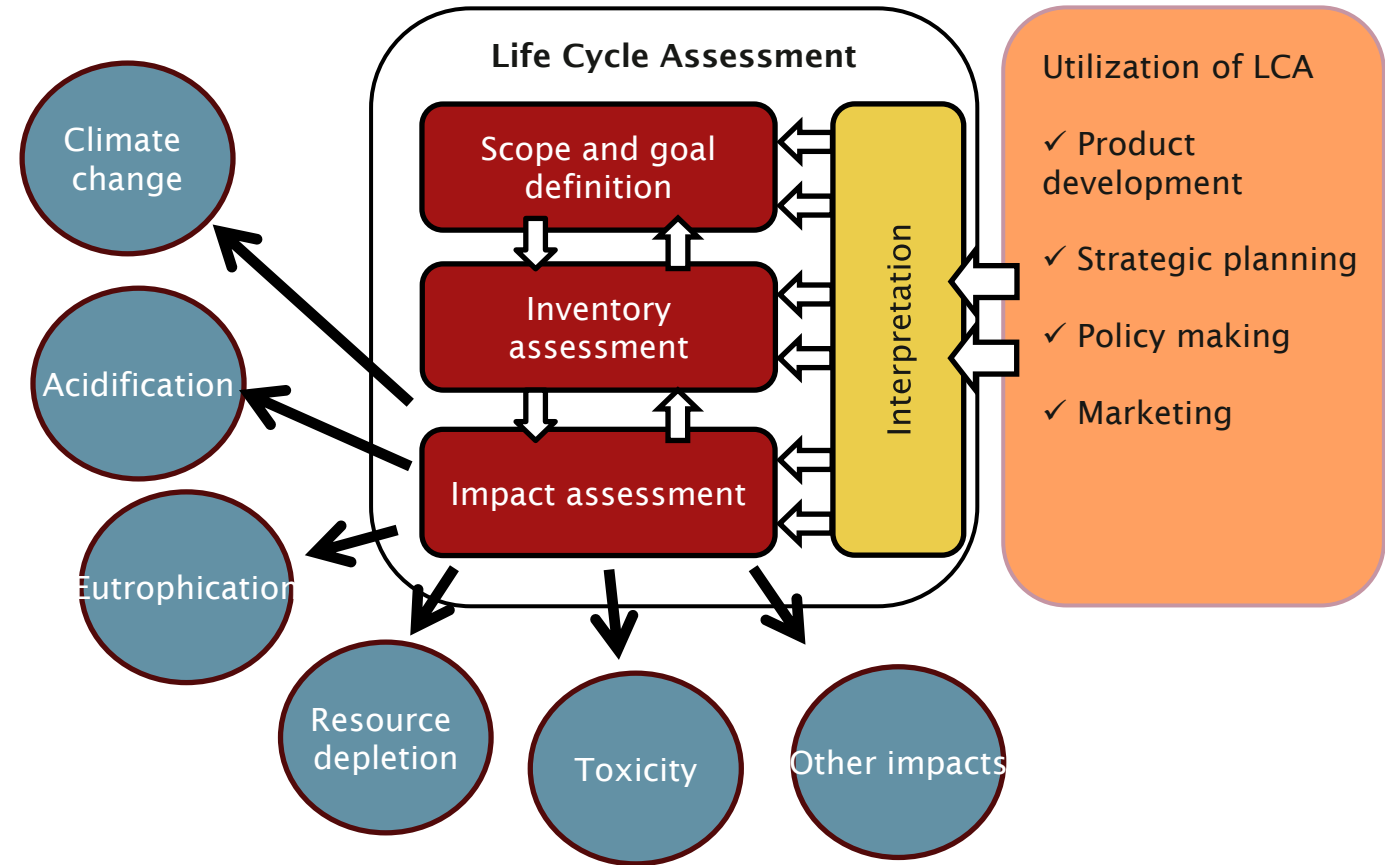 Life Cycle Assessment
Scope and goal
definition
Inventory
assessment
Impact assessment
Interpretation
Utilization of LCA
✓ Product
development
✓ Strategic planning
✓ Policy making
✓ Marketing
Climate
change
Acidification
Eutrophication
Resource
depletion
Toxicity
Other impacts